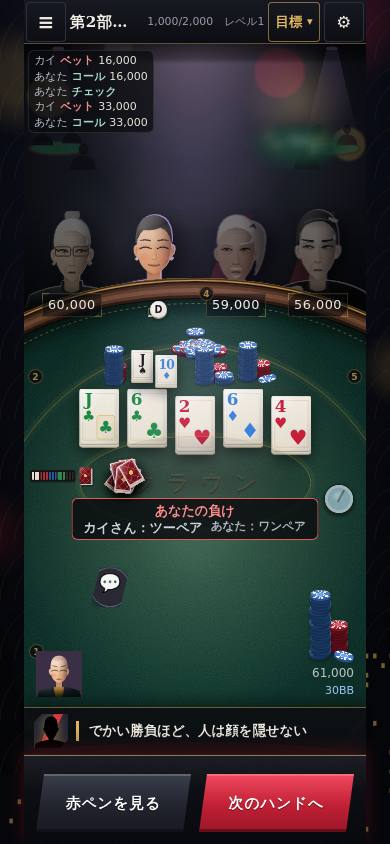 第2部… 1,000/2,000 レベル1 目標 ▾
カイ ベット 16,000
あなた コール 16,000
あなた チェック
カイ ベット 33,000
あなた コール 33,000
4
60,000 D 59,000 56,000
2 5
J 10
J 6 2 6 4
ラウン
あなたの負け
カイさん：ツーペア あなた：ワンペア
61,000
30BB
でかい勝負ほど、人は顔を隠せない
赤ペンを見る 次のハンドへ